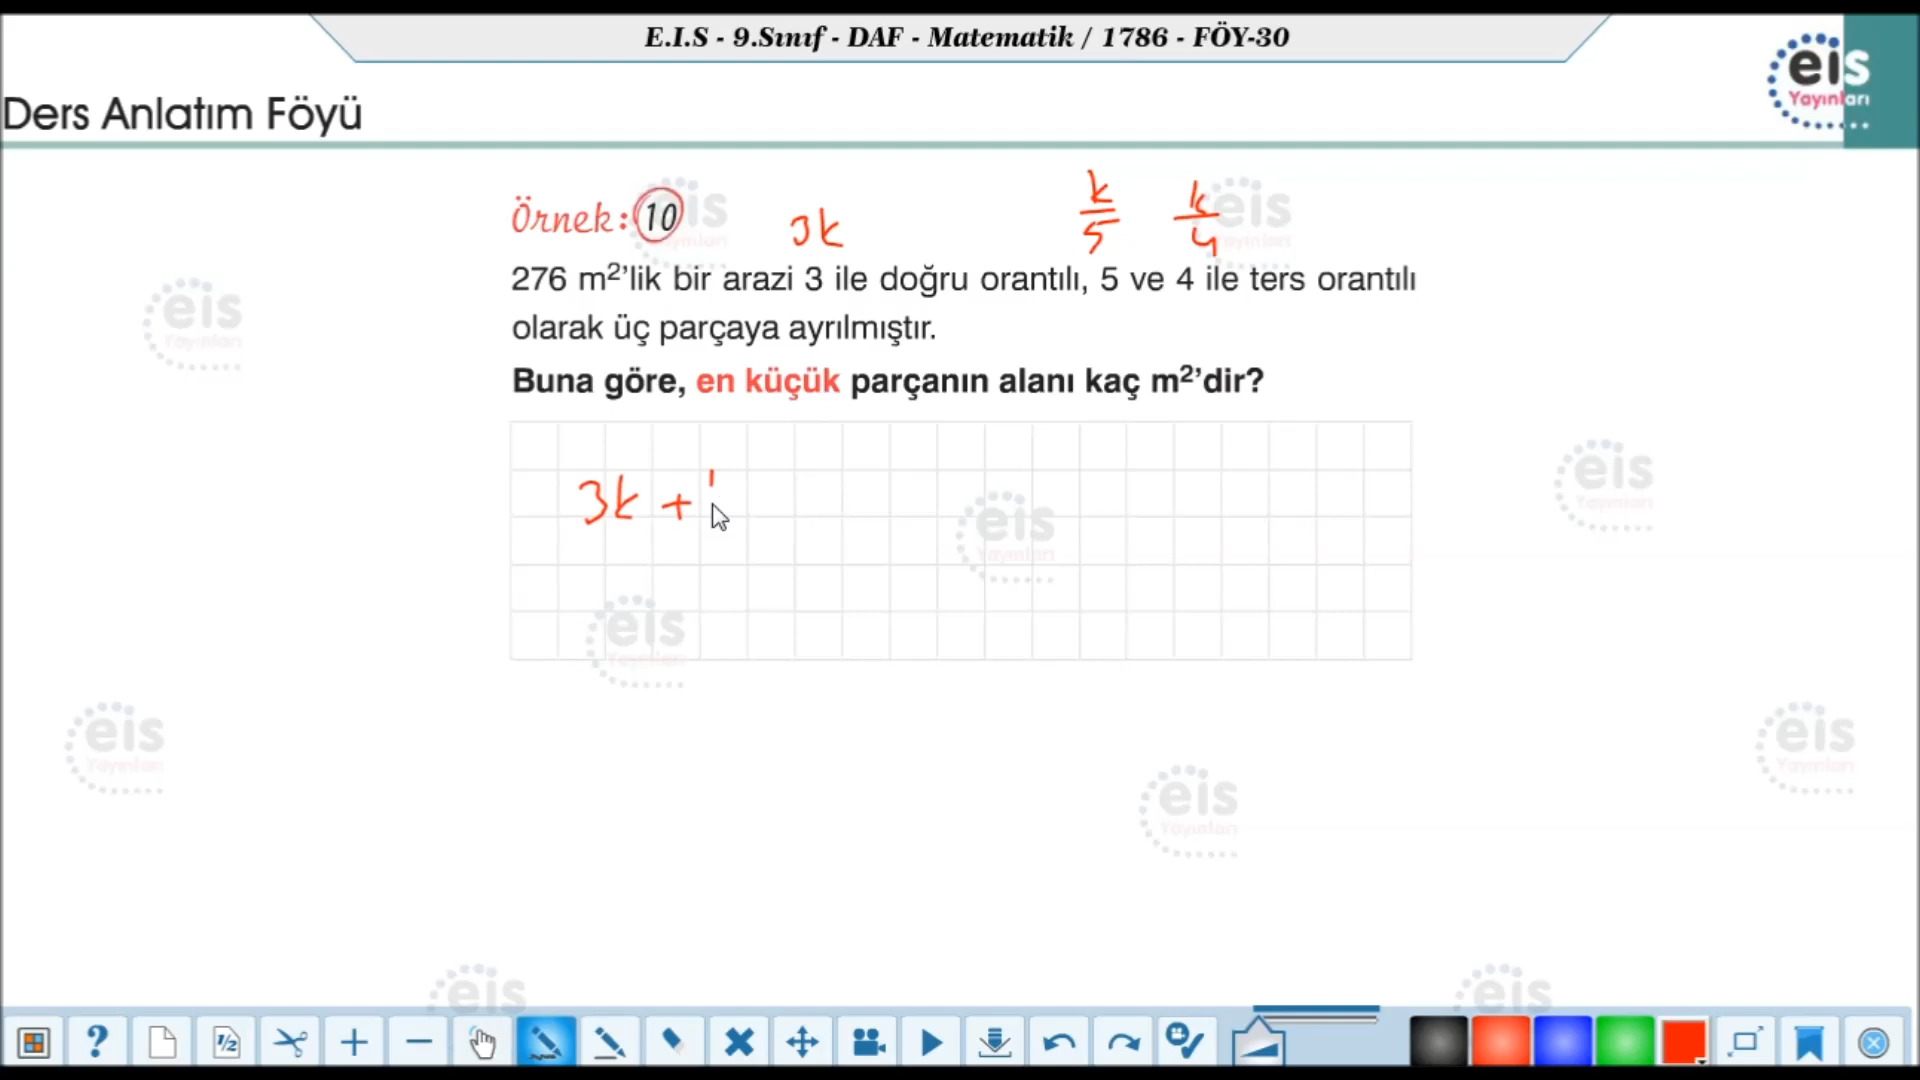 E.I.S - 9.Sınıf - DAF - Matematik / 1786 - FÖY-30
eis
Yayınları
Ders Anlatım Föyü
Örnek: 10
3k
k/5 k/4
276 m²'lik bir arazi 3 ile doğru orantılı, 5 ve 4 ile ters orantılı
olarak üç parçaya ayrılmıştır.
Buna göre, en küçük parçanın alanı kaç m²'dir?
3k +